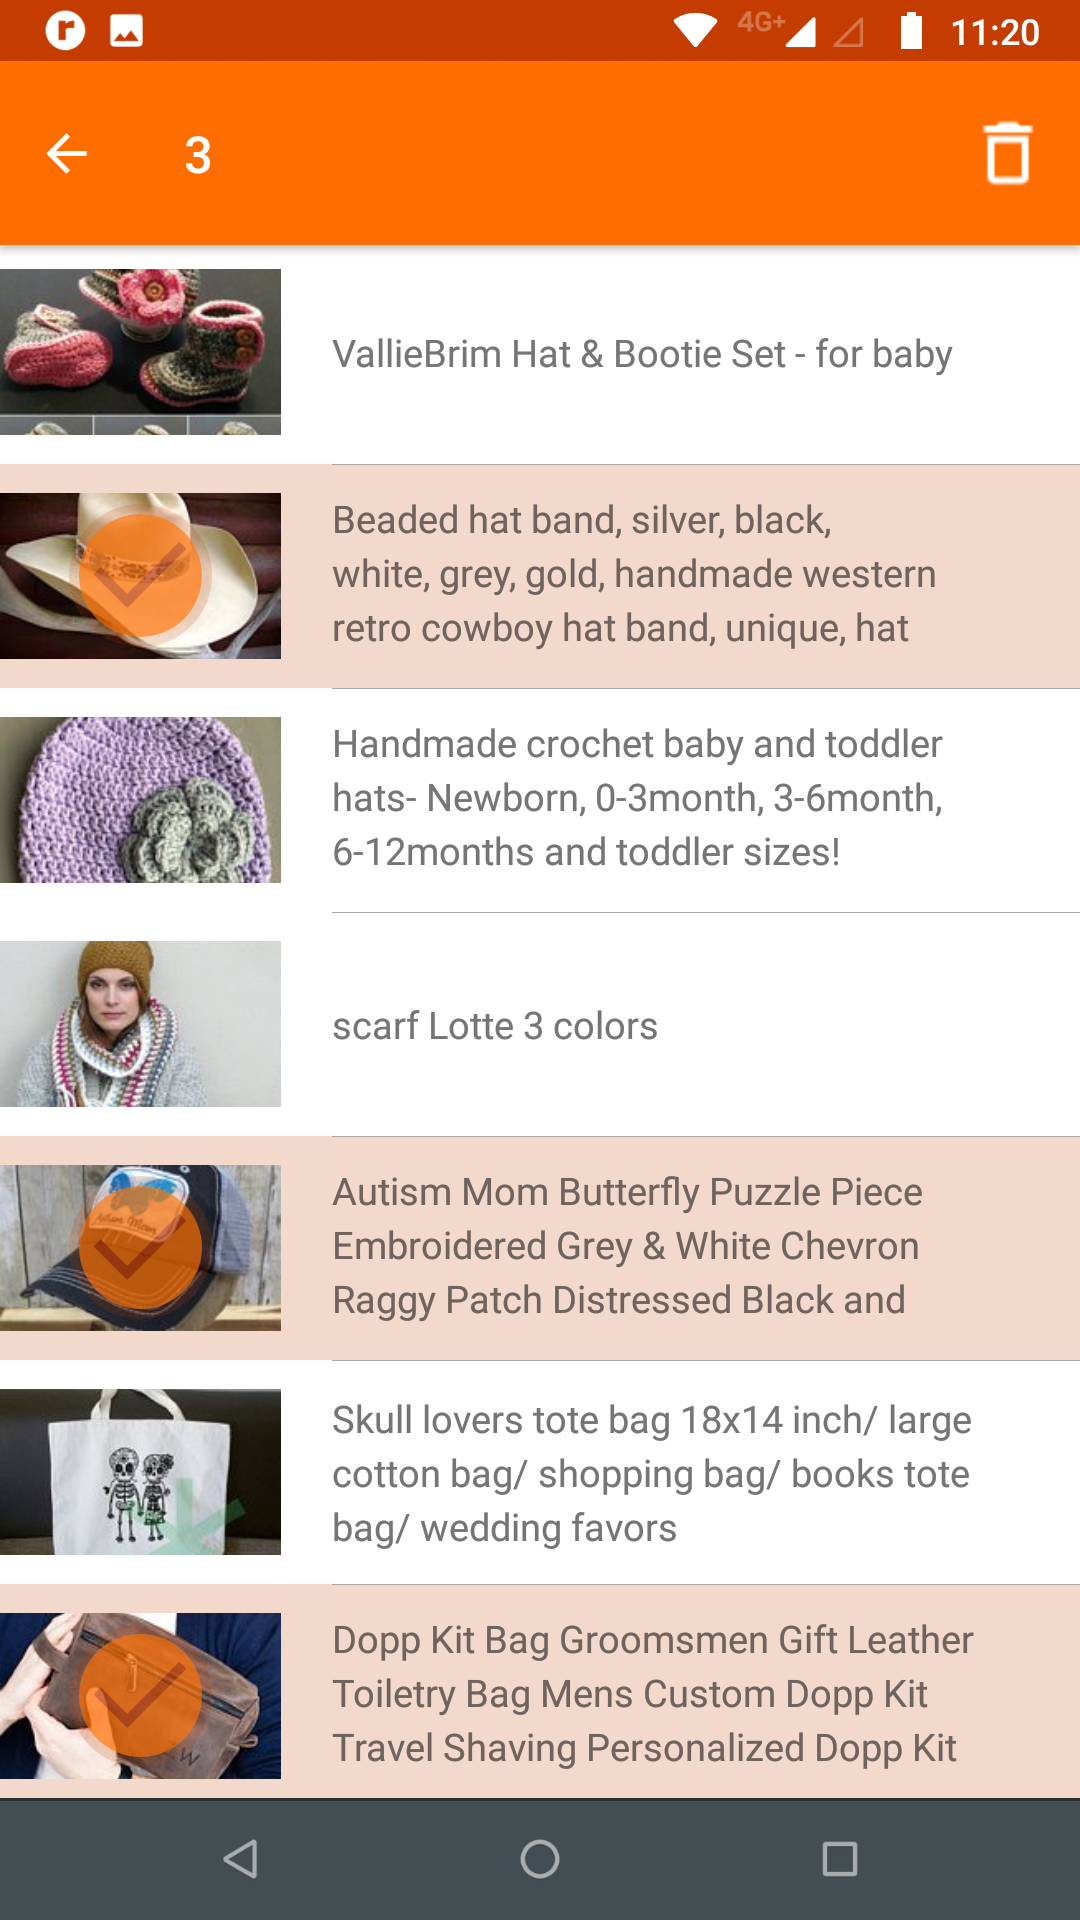 4G+ 11:20
3
VallieBrim Hat & Bootie Set - for baby
Beaded hat band, silver, black,
white, grey, gold, handmade western
retro cowboy hat band, unique, hat
Handmade crochet baby and toddler
hats- Newborn, 0-3month, 3-6month,
6-12months and toddler sizes!
scarf Lotte 3 colors
Autism Mom
Autism Mom Butterfly Puzzle Piece
Embroidered Grey & White Chevron
Raggy Patch Distressed Black and
Skull lovers tote bag 18x14 inch/ large
cotton bag/ shopping bag/ books tote
bag/ wedding favors
W
Dopp Kit Bag Groomsmen Gift Leather
Toiletry Bag Mens Custom Dopp Kit
Travel Shaving Personalized Dopp Kit